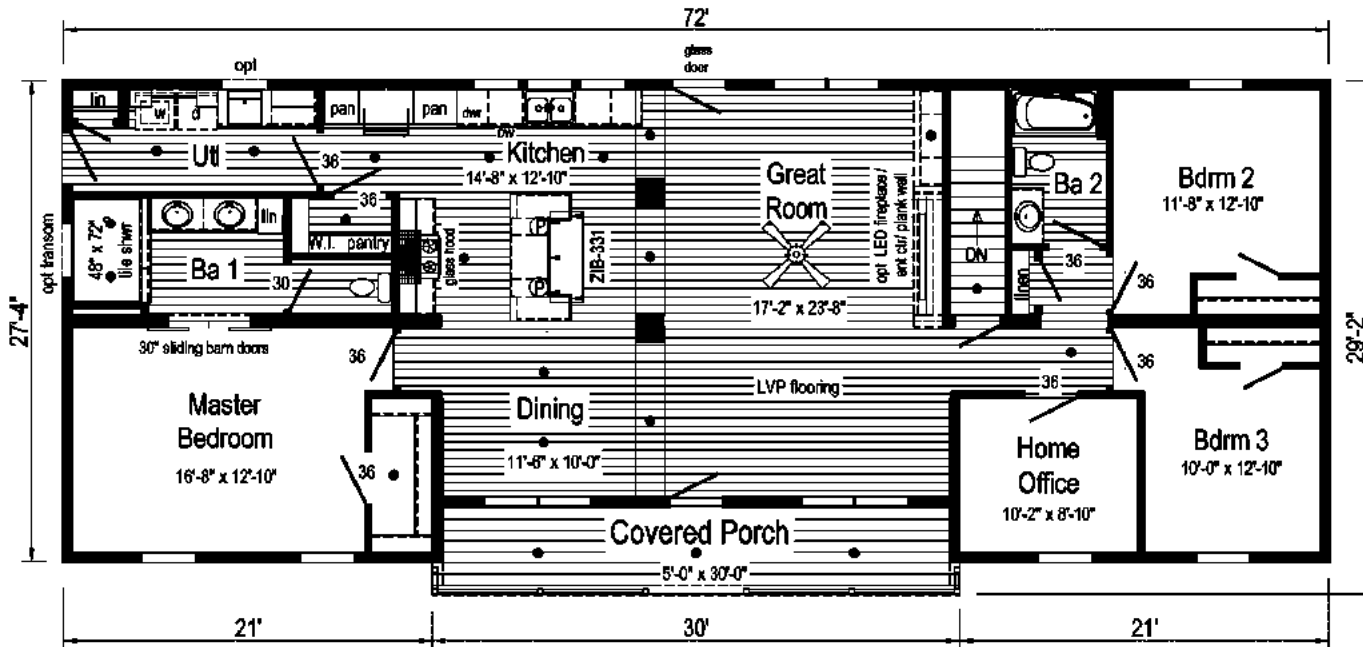 72'
glass
door
opt
lin
w
d
pan
pan
dwr
DW
Utl
36
Kitchen
14'-8" x 12'-10"
36
Great
Room
17'-2" x 23'-8"
opt LED fireplace /
ent ctr/ plank wall
DN
Ba 2
36
linen
Bdrm 2
11'-8" x 12'-10"
36
opt transom
48" x 72"
tile shwr
lin
Ba 1
W.I. pantry
30
glass hood
P
P
ZIB-331
27'-4"
29'-2"
30" sliding barn doors
36
Master
Bedroom
16'-8" x 12'-10"
36
LVP flooring
Dining
11'-6" x 10'-0"
36
Home
Office
10'-2" x 8'-10"
36
Bdrm 3
10'-0" x 12'-10"
Covered Porch
5'-0" x 30'-0"
21'
30'
21'